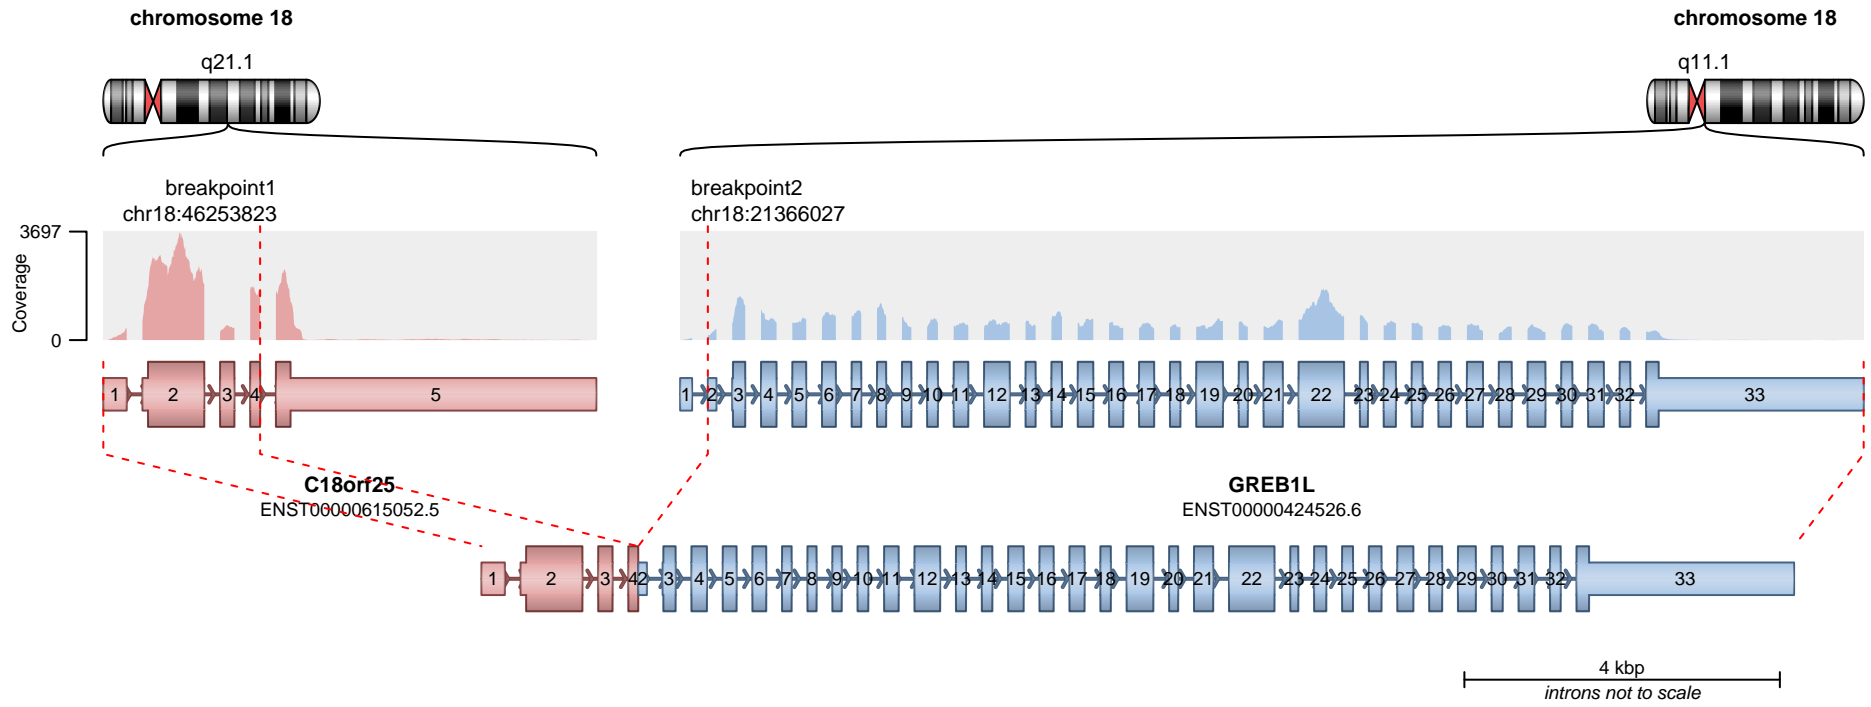 chromosome 18
chromosome 18
q21.1
q11.1
breakpoint1
chr18:46253823
breakpoint2
chr18:21366027
Coverage
3697
0
1 2 3 4 5
1 2 3 4 5 6 7 8 9 10 11 12 13 14 15 16 17 18 19 20 21 22 23 24 25 26 27 28 29 30 31 32 33
C18orf25
ENST00000615052.5
GREB1L
ENST00000424526.6
1 2 3 4 2 3 4 5 6 7 8 9 10 11 12 13 14 15 16 17 18 19 20 21 22 23 24 25 26 27 28 29 30 31 32 33
4 kbp
introns not to scale